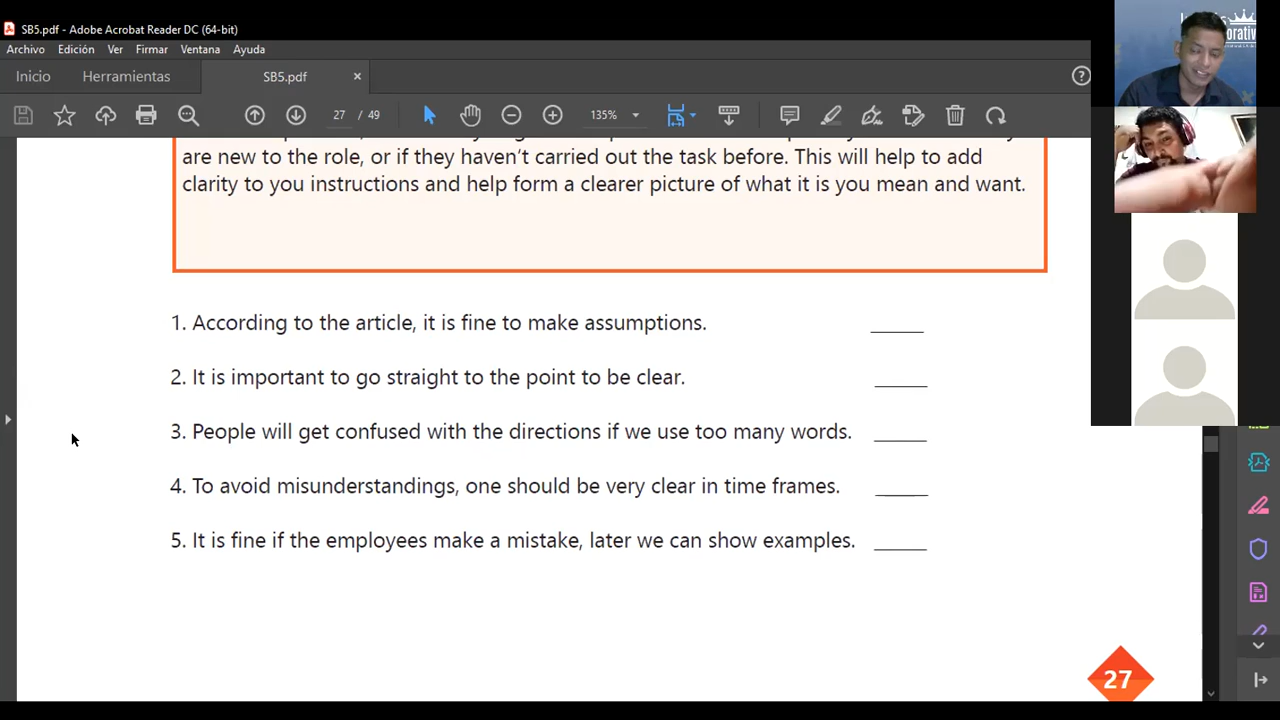 SB5.pdf - Adobe Acrobat Reader DC (64-bit)
Archivo Edición Ver Firmar Ventana Ayuda
Inicio Herramientas SB5.pdf ×
27 / 49 135%
are new to the role, or if they haven't carried out the task before. This will help to add
clarity to you instructions and help form a clearer picture of what it is you mean and want.
1. According to the article, it is fine to make assumptions. _____
2. It is important to go straight to the point to be clear. _____
3. People will get confused with the directions if we use too many words. _____
4. To avoid misunderstandings, one should be very clear in time frames. _____
5. It is fine if the employees make a mistake, later we can show examples. _____
27